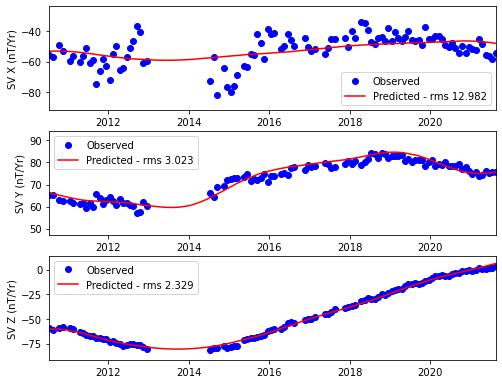 −40
−60
−80
SV X (nT/Yr)
Observed
Predicted - rms 12.982
2012 2014 2016 2018 2020
90
80
70
60
50
SV Y (nT/Yr)
Observed
Predicted - rms 3.023
2012 2014 2016 2018 2020
0
−25
−50
−75
SV Z (nT/Yr)
Observed
Predicted - rms 2.329
2012 2014 2016 2018 2020